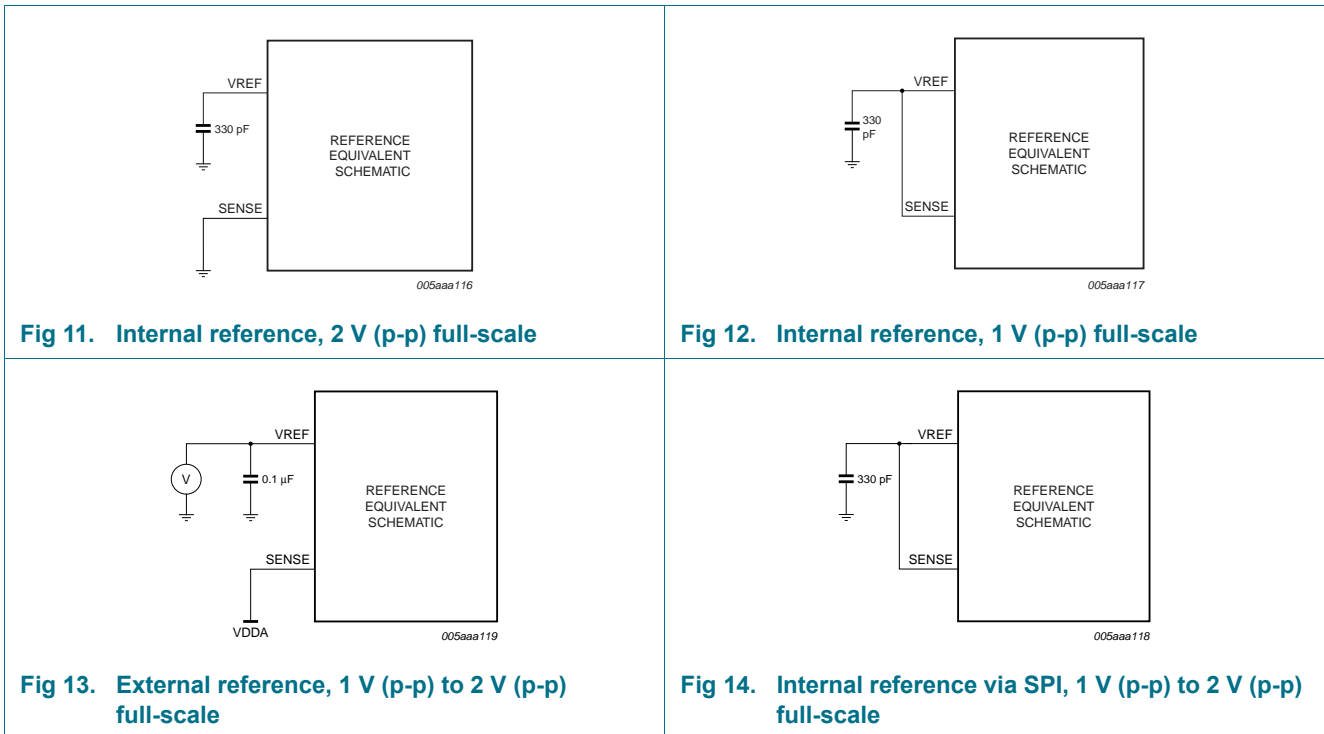 VREF
330 pF
REFERENCE
EQUIVALENT
SCHEMATIC
SENSE
005aaa116
Fig 11. Internal reference, 2 V (p-p) full-scale
VREF
330
pF
REFERENCE
EQUIVALENT
SCHEMATIC
SENSE
005aaa117
Fig 12. Internal reference, 1 V (p-p) full-scale
VREF
V
0.1 μF
REFERENCE
EQUIVALENT
SCHEMATIC
SENSE
VDDA
005aaa119
Fig 13. External reference, 1 V (p-p) to 2 V (p-p)
full-scale
VREF
330 pF
REFERENCE
EQUIVALENT
SCHEMATIC
SENSE
005aaa118
Fig 14. Internal reference via SPI, 1 V (p-p) to 2 V (p-p)
full-scale